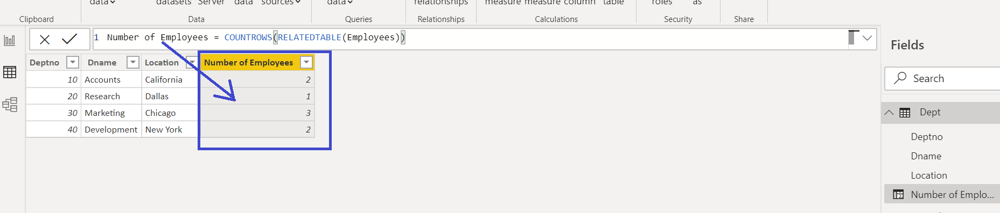 data datasets Server data sources data relationships measure measure column table roles as
Clipboard Data Queries Relationships Calculations Security Share
1 Number of Employees = COUNTROWS(RELATEDTABLE(Employees))
Fields
Deptno Dname Location Number of Employees
10 Accounts California 2
20 Research Dallas 1
30 Marketing Chicago 3
40 Development New York 2
Search
Dept
Deptno
Dname
Location
Number of Emplo...